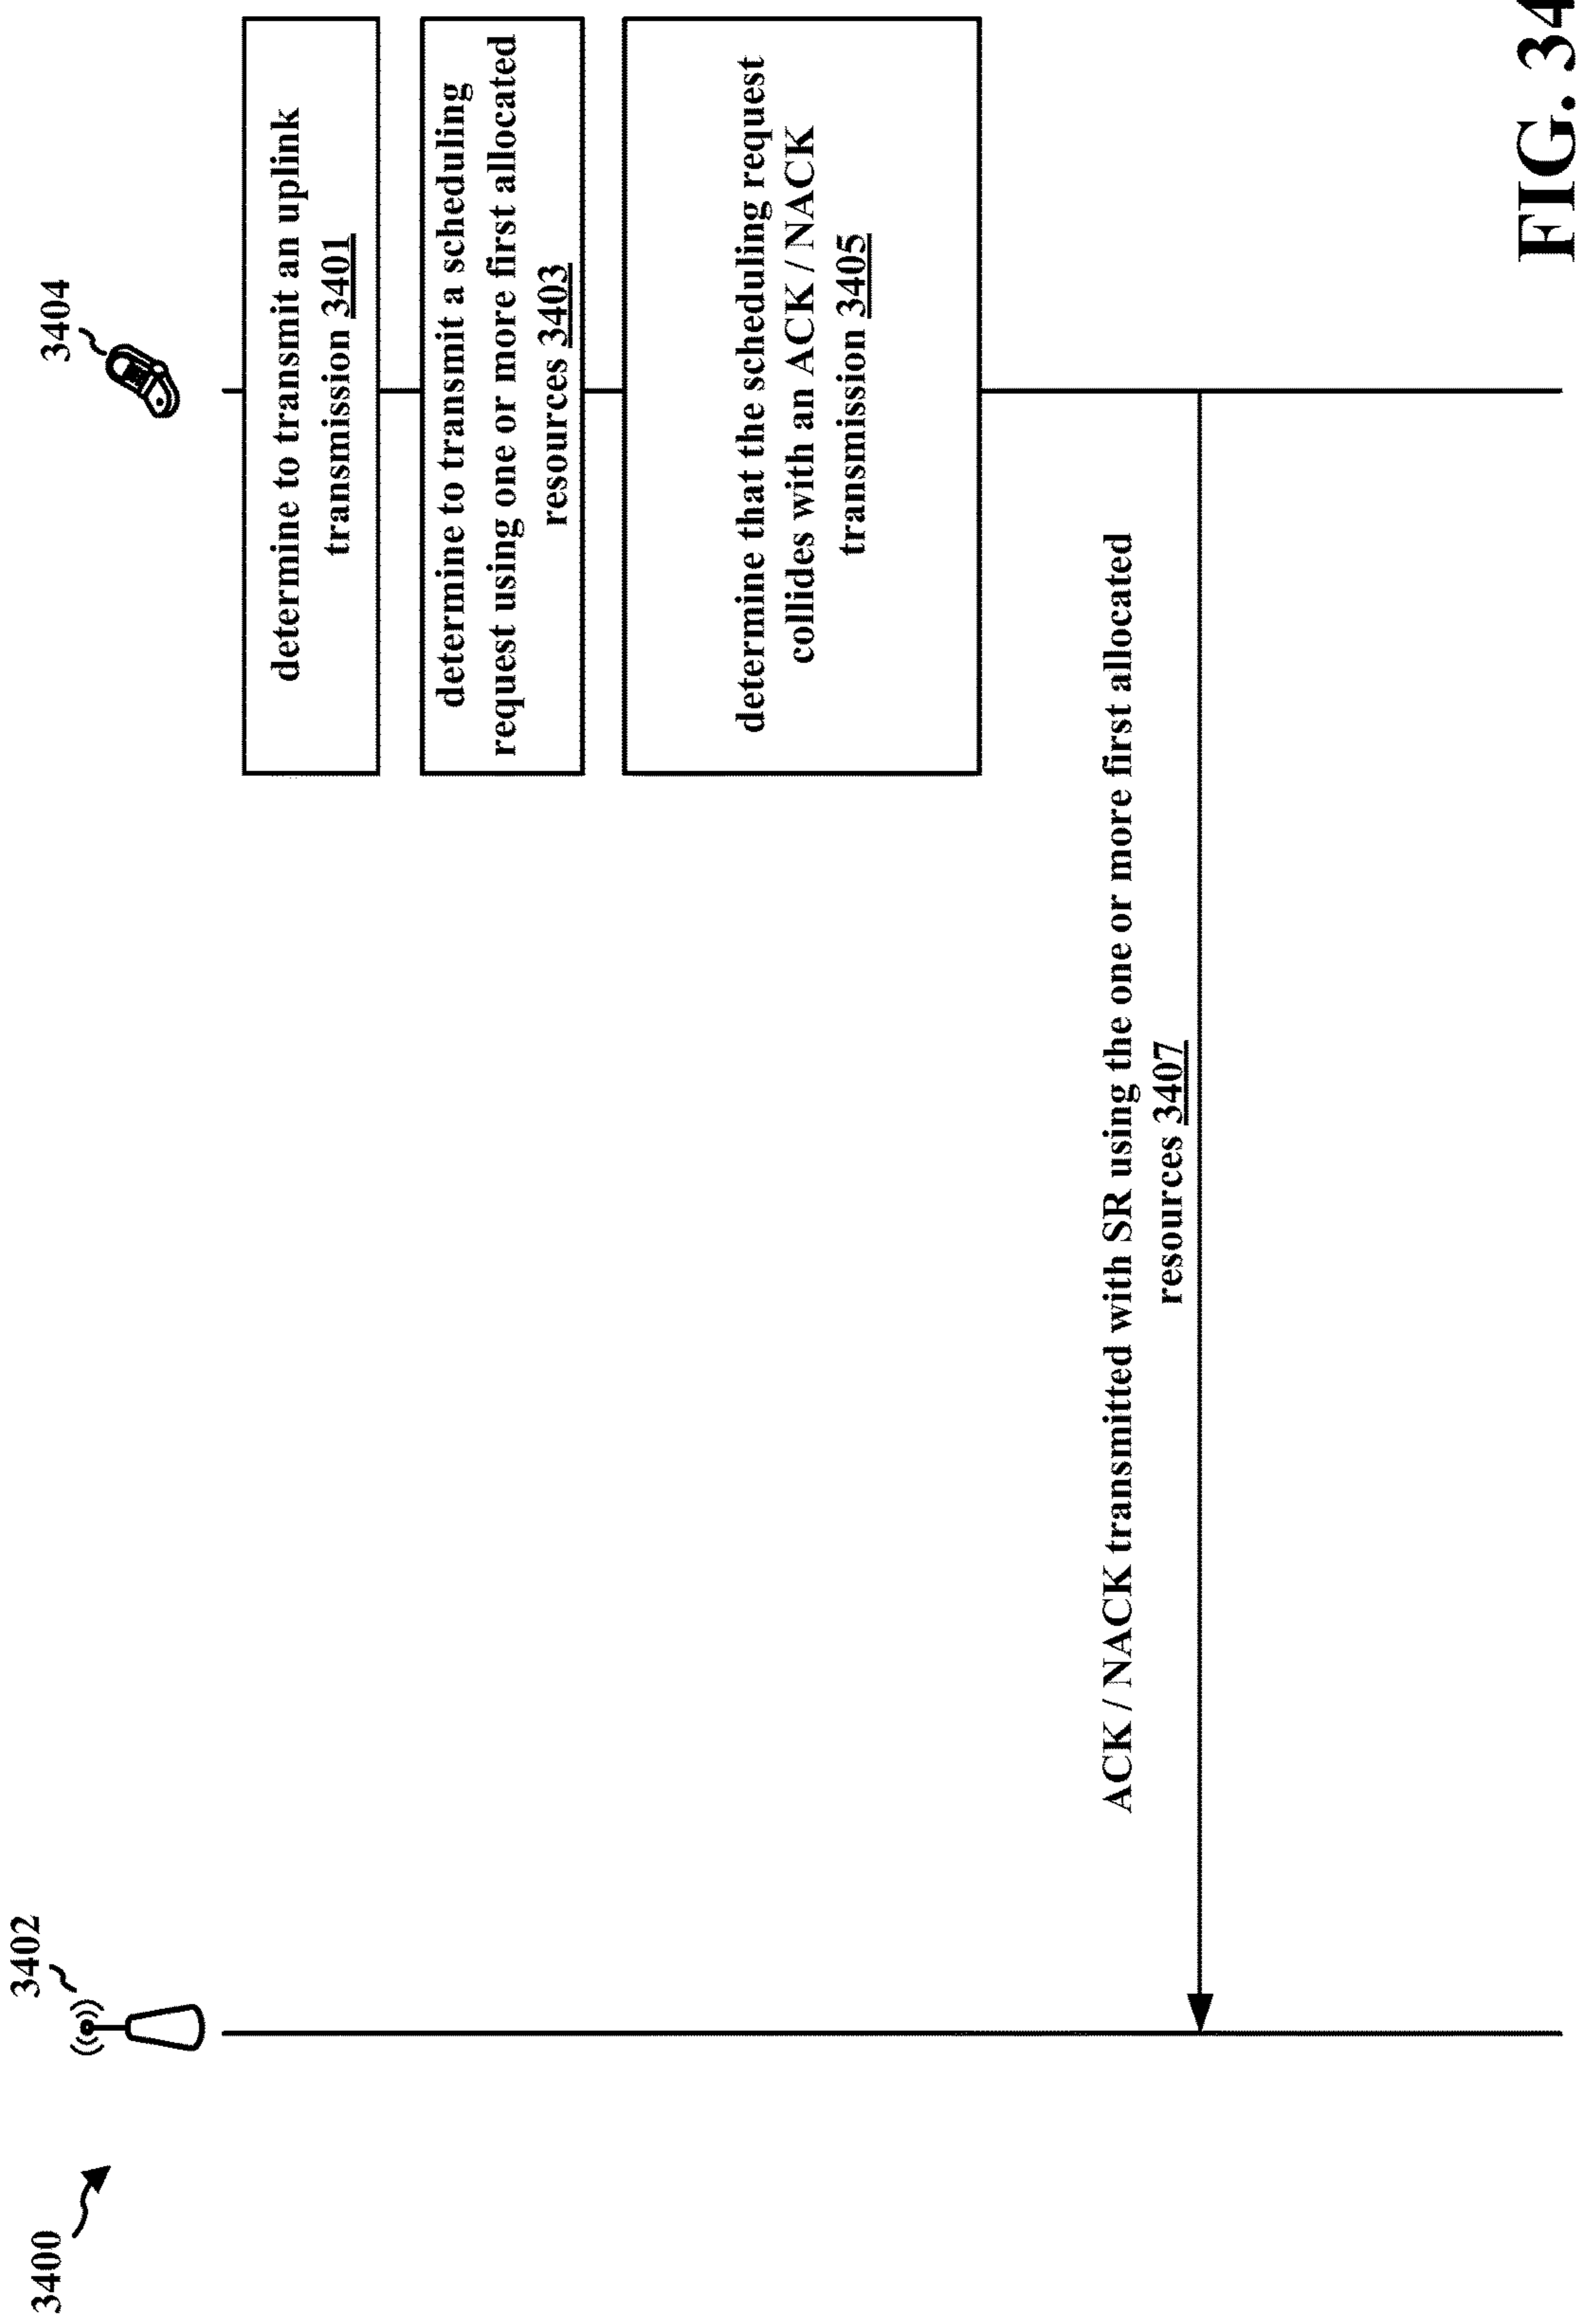 3400
3402
3404
determine to transmit an uplink
transmission 3401
determine to transmit a scheduling
request using one or more first allocated
resources 3403
determine that the scheduling request
collides with an ACK / NACK
transmission 3405
ACK / NACK transmitted with SR using the one or more first allocated
resources 3407
FIG. 34